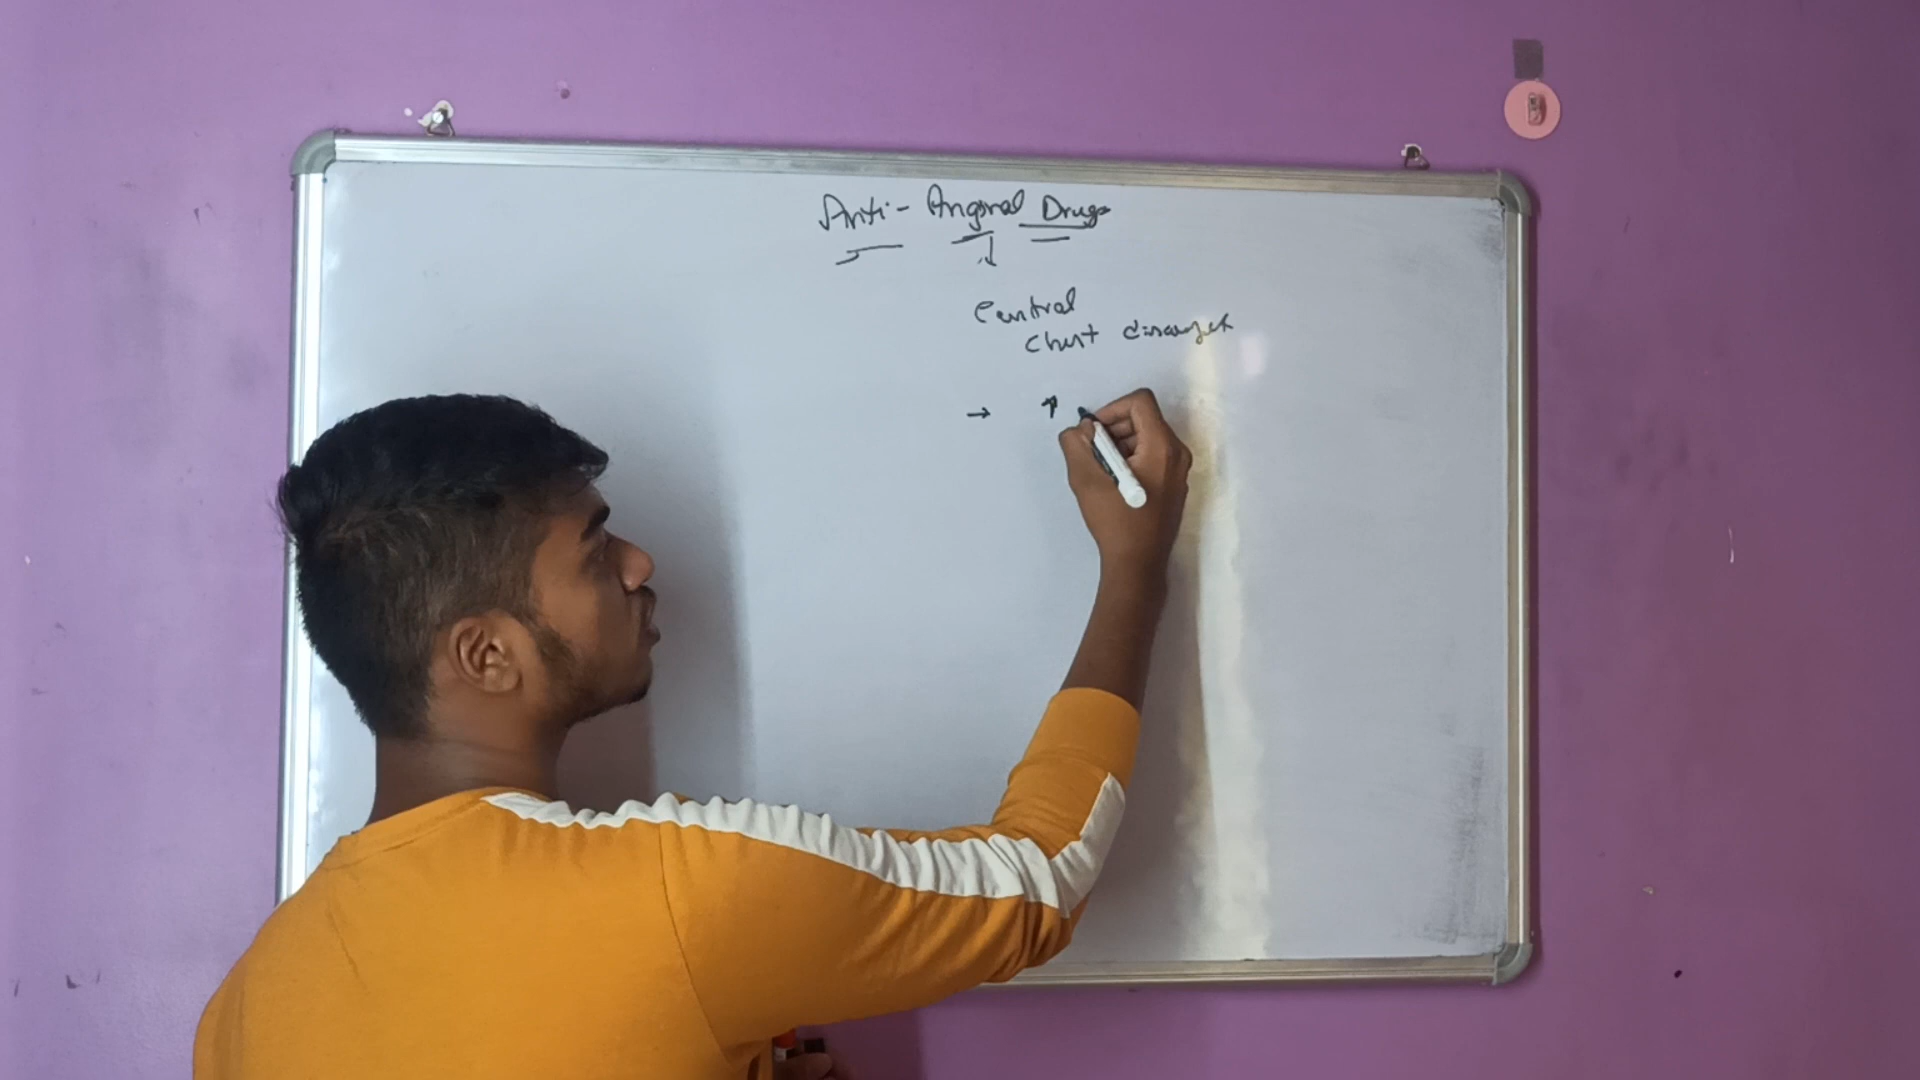 Anti - Anginal Drugs
Central
Chest
→ ↑